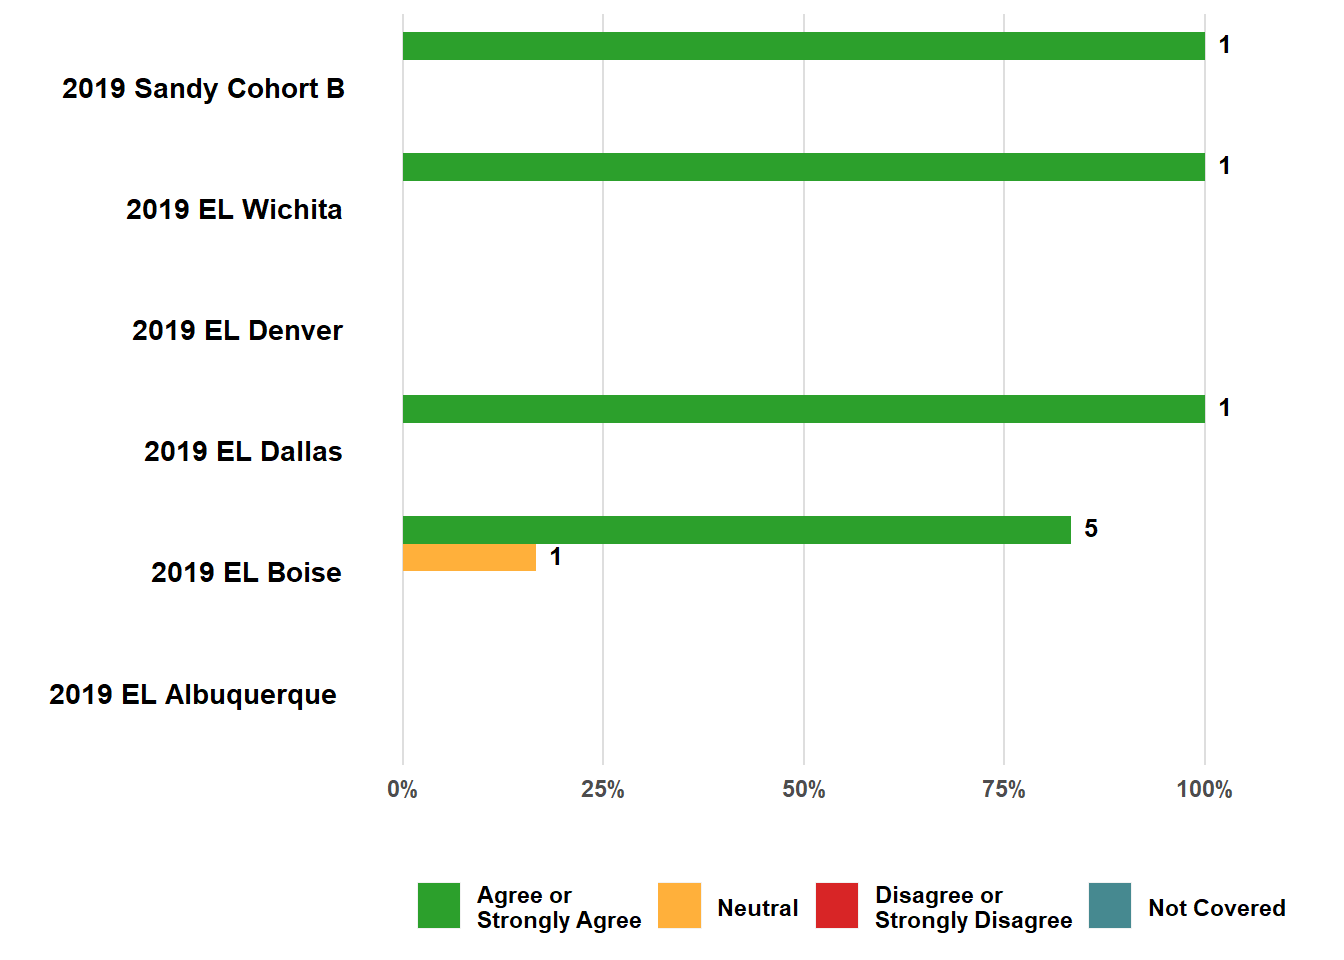 1
2019 Sandy Cohort B
1
2019 EL Wichita
2019 EL Denver
1
2019 EL Dallas
5
1
2019 EL Boise
2019 EL Albuquerque
0% 25% 50% 75% 100%
Agree or
Strongly Agree
Neutral
Disagree or
Strongly Disagree
Not Covered